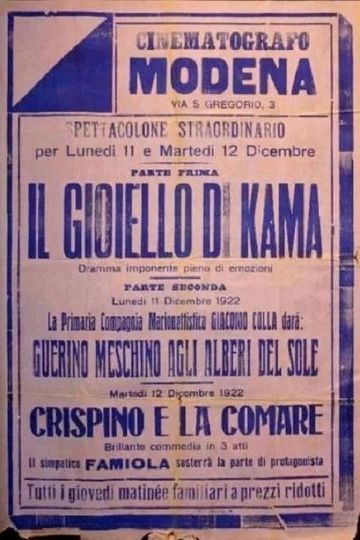 CINEMATOGRAFO
MODENA
VIA S. GREGORIO, 3
SPETTACOLONE STRAORDINARIO
per Lunedì 11 e Martedì 12 Dicembre
PARTE PRIMA
IL GIOIELLO DI KAMA
Dramma imponente pieno di emozioni
PARTE SECONDA
Lunedì 11 Dicembre 1922
La Primaria Compagnia Marionettistica GIACOMO COLLA darà:
GUERINO MESCHINO AGLI ALBERI DEL SOLE
Martedì 12 Dicembre 1922
CRISPINO E LA COMARE
Brillante commedia in 3 atti
Il simpatico FAMIOLA sosterrà la parte di protagonista
Tutti i giovedì matinée familiari a prezzi ridotti